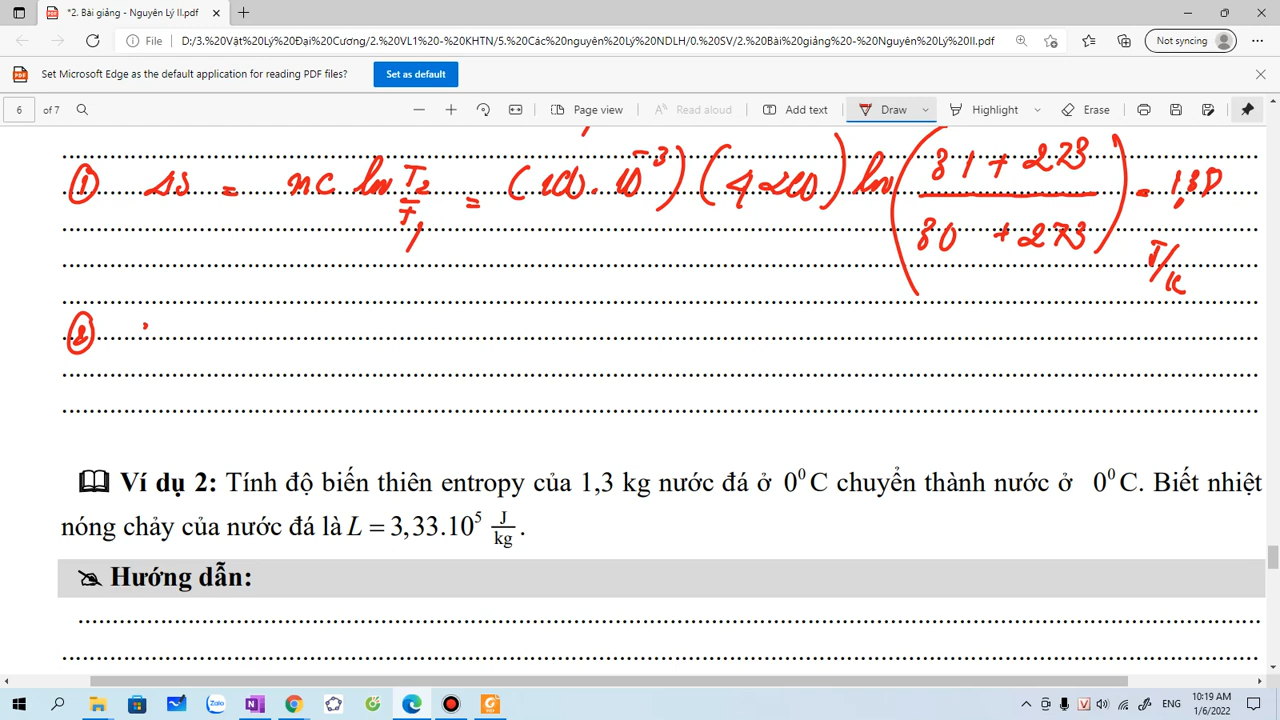 *2. Bài giảng - Nguyên Lý II.pdf
File D:/3.%20Vật%20Lý%20Đại%20Cương/2.%20VL1%20-%20KHTN/5.%20Các%20nguyên%20Lý%20NDLH/0.%20SV/2.%20Bài%20giảng%20-%20Nguyên%20Lý%20II.pdf Not syncing
Set Microsoft Edge as the default application for reading PDF files? Set as default
6 of 7 Page view Read aloud Add text Draw Highlight Erase
① ΔS = mc ln T2/T1 = (100.10^-3)(4200) ln (31+273 / 30+273) = 1,38 J/K
②
Ví dụ 2: Tính độ biến thiên entropy của 1,3 kg nước đá ở 0⁰C chuyển thành nước ở 0⁰C. Biết nhiệt
nóng chảy của nước đá là L = 3,33.10⁵ J/kg.
Hướng dẫn:
Zalo ENG 10:19 AM
1/6/2022